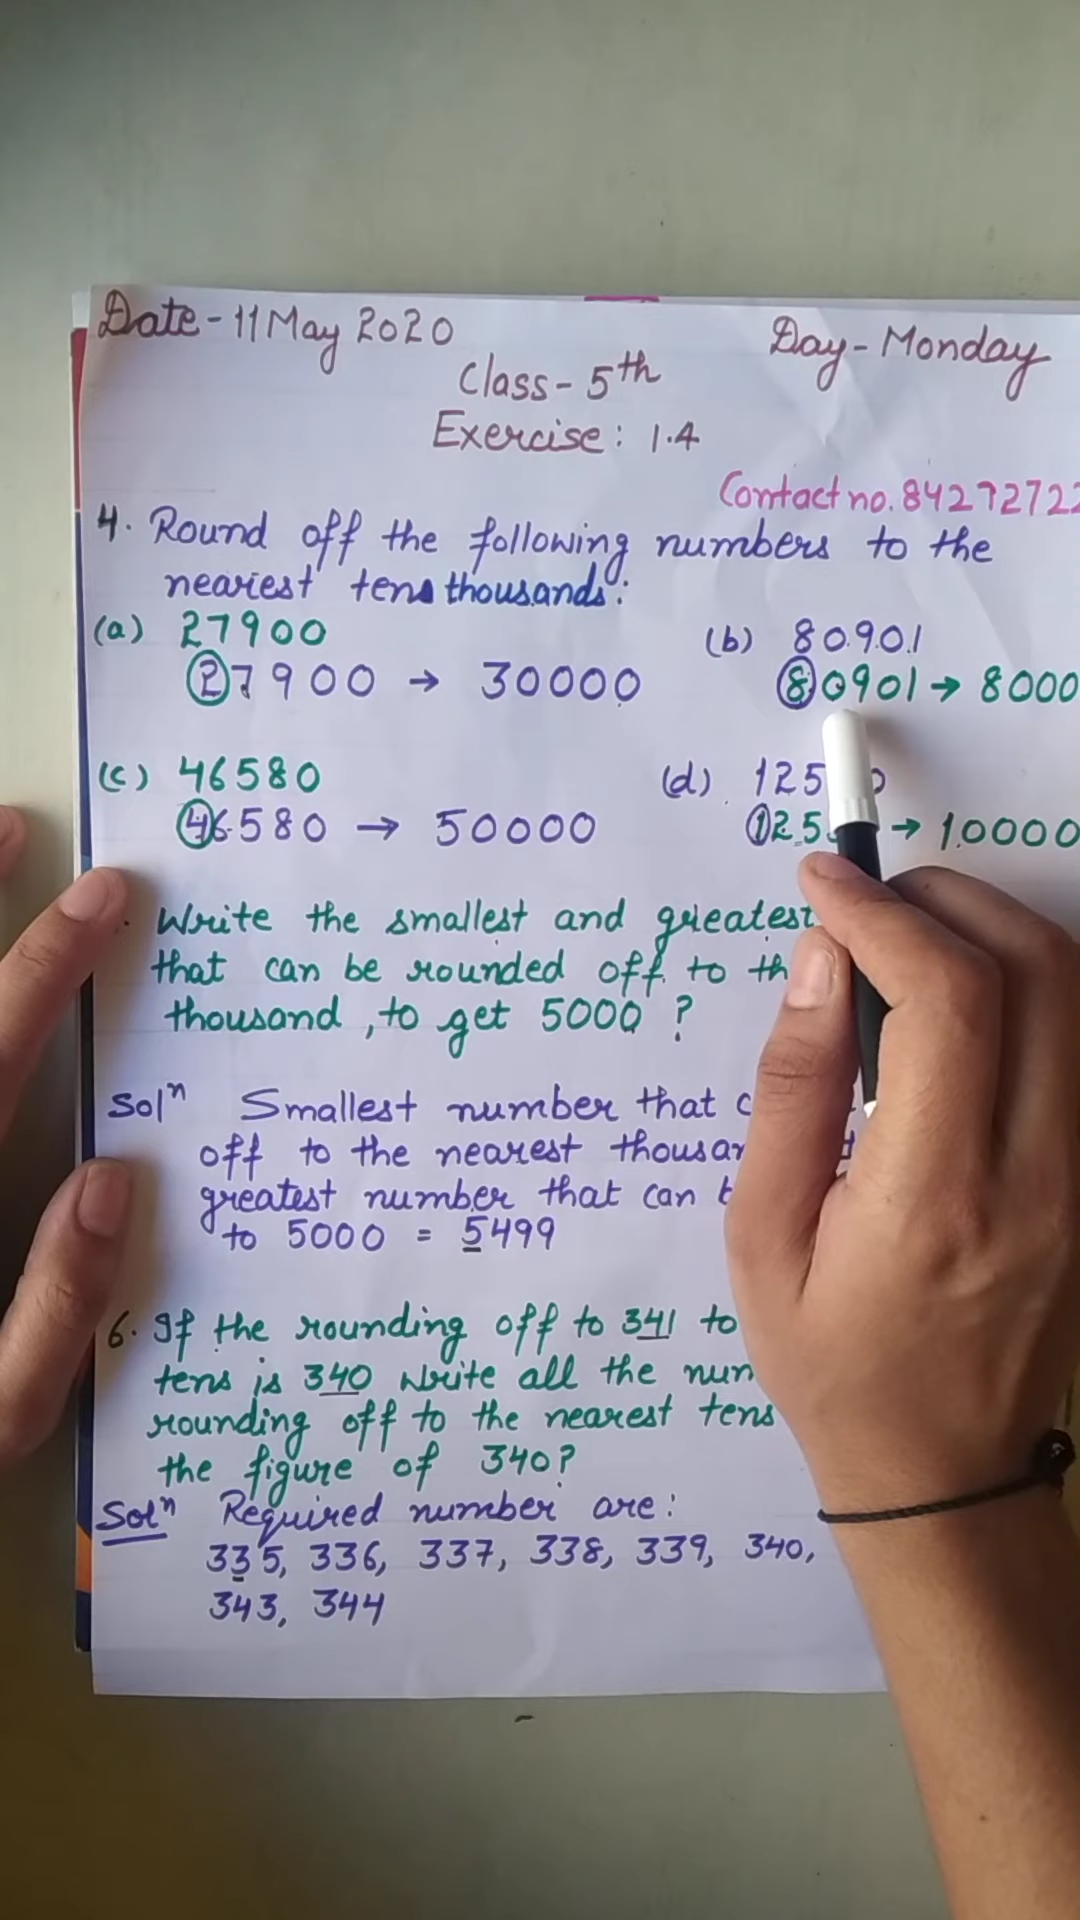 Date - 11 May 2020 Day - Monday
Class - 5th
Exercise: 1.4
Contact no. 84272722
4. Round off the following numbers to the
nearest tens thousands:
(a) 27900 (b) 80901
27900 → 30000 80901 → 8000
(c) 46580 (d) 125
46580 → 50000 125 → 10000
Write the smallest and greatest
that can be rounded off to th
thousand, to get 5000 ?
Solⁿ Smallest number that c
off to the nearest thousan
greatest number that can b
to 5000 = 5499
6. If the rounding off to 341 to
tens is 340 Write all the num
rounding off to the nearest tens
the figure of 340?
Solⁿ Required number are:
335, 336, 337, 338, 339, 340,
343, 344